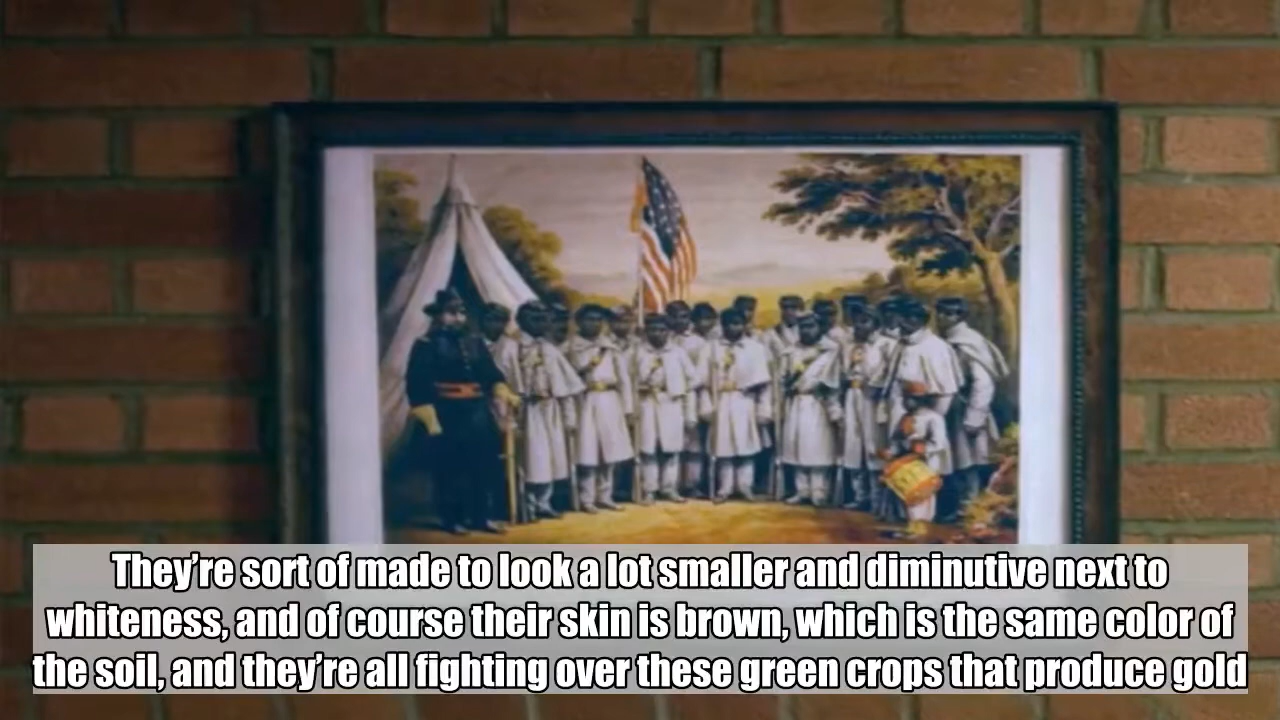 They’re sort of made to look a lot smaller and diminutive next to
whiteness, and of course their skin is brown, which is the same color of
the soil, and they’re all fighting over these green crops that produce gold